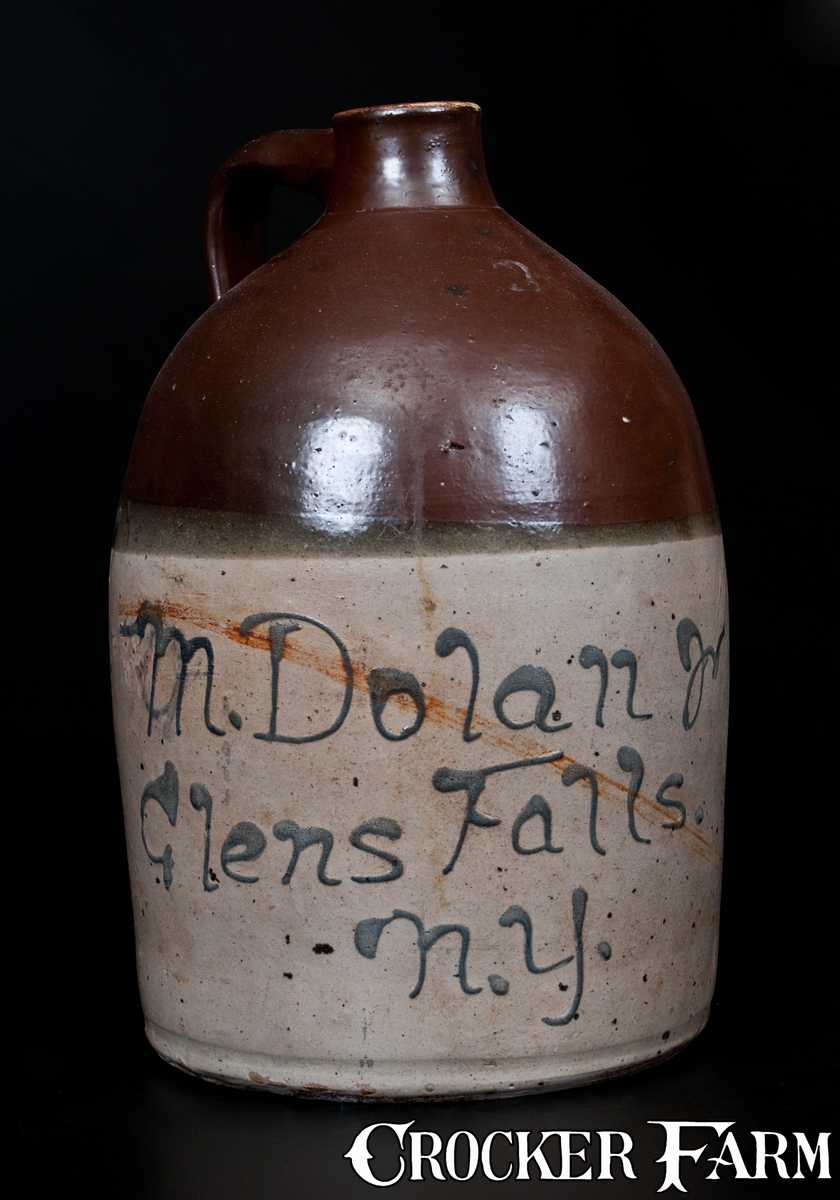 M. Dolan Jr
Glens Falls.
N.Y.
CROCKER FARM